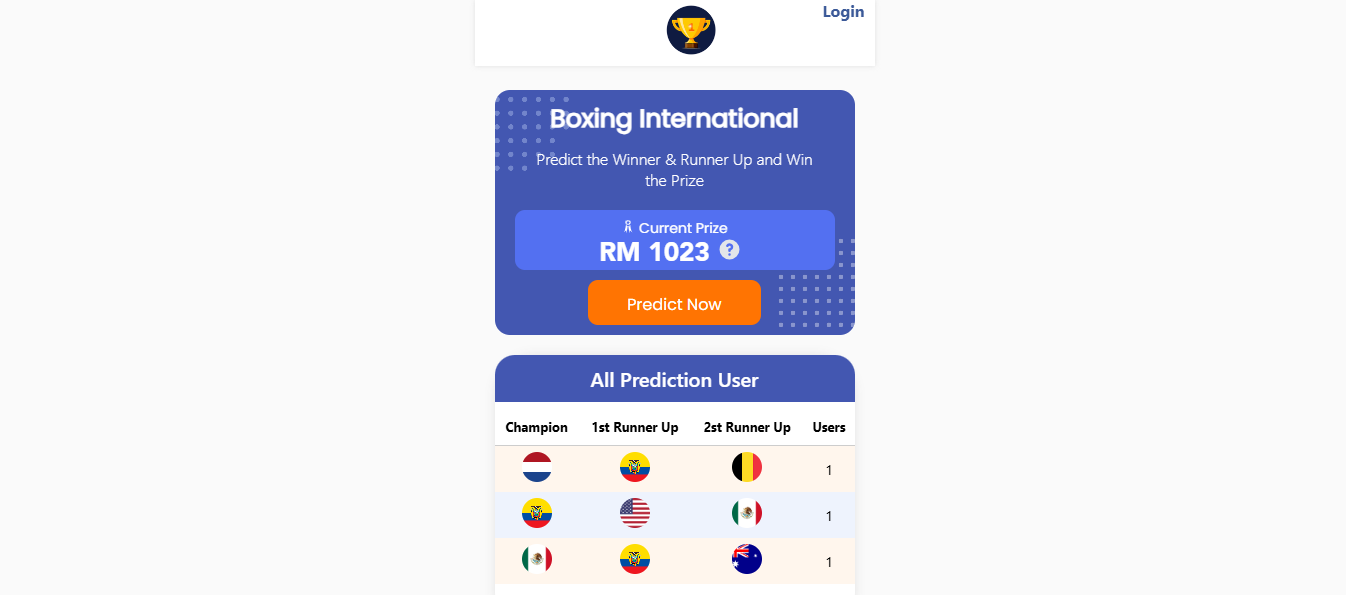 Login
Boxing International
Predict the Winner & Runner Up and Win
the Prize
Current Prize
RM 1023 ?
Predict Now
All Prediction User
Champion 1st Runner Up 2st Runner Up Users
1
1
1